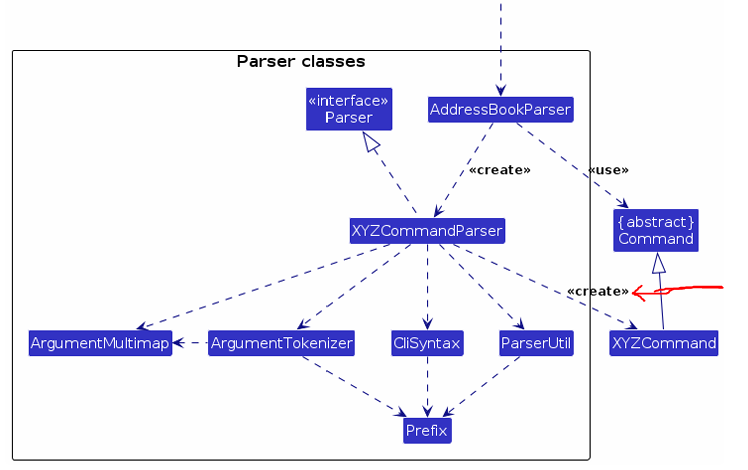 Parser classes
«interface»
Parser
AddressBookParser
«create»
«use»
{abstract}
Command
XYZCommandParser
«create»
ArgumentMultimap
ArgumentTokenizer
CliSyntax
ParserUtil
XYZCommand
Prefix